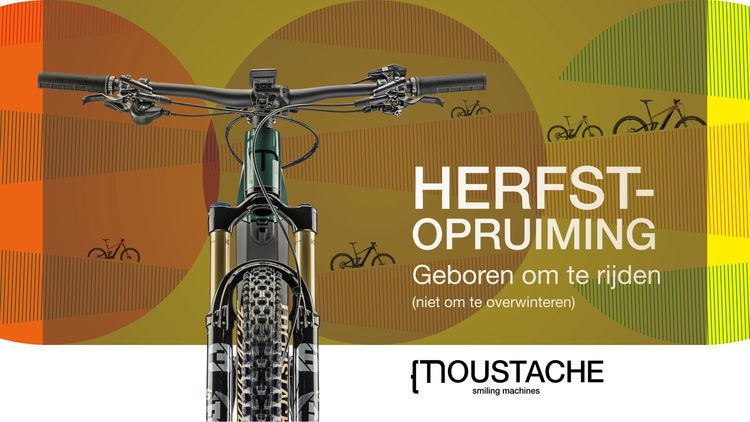 HERFST-
OPRUIMING
Geboren om te rijden
(niet om te overwinteren)
MOUSTACHE
smiling machines